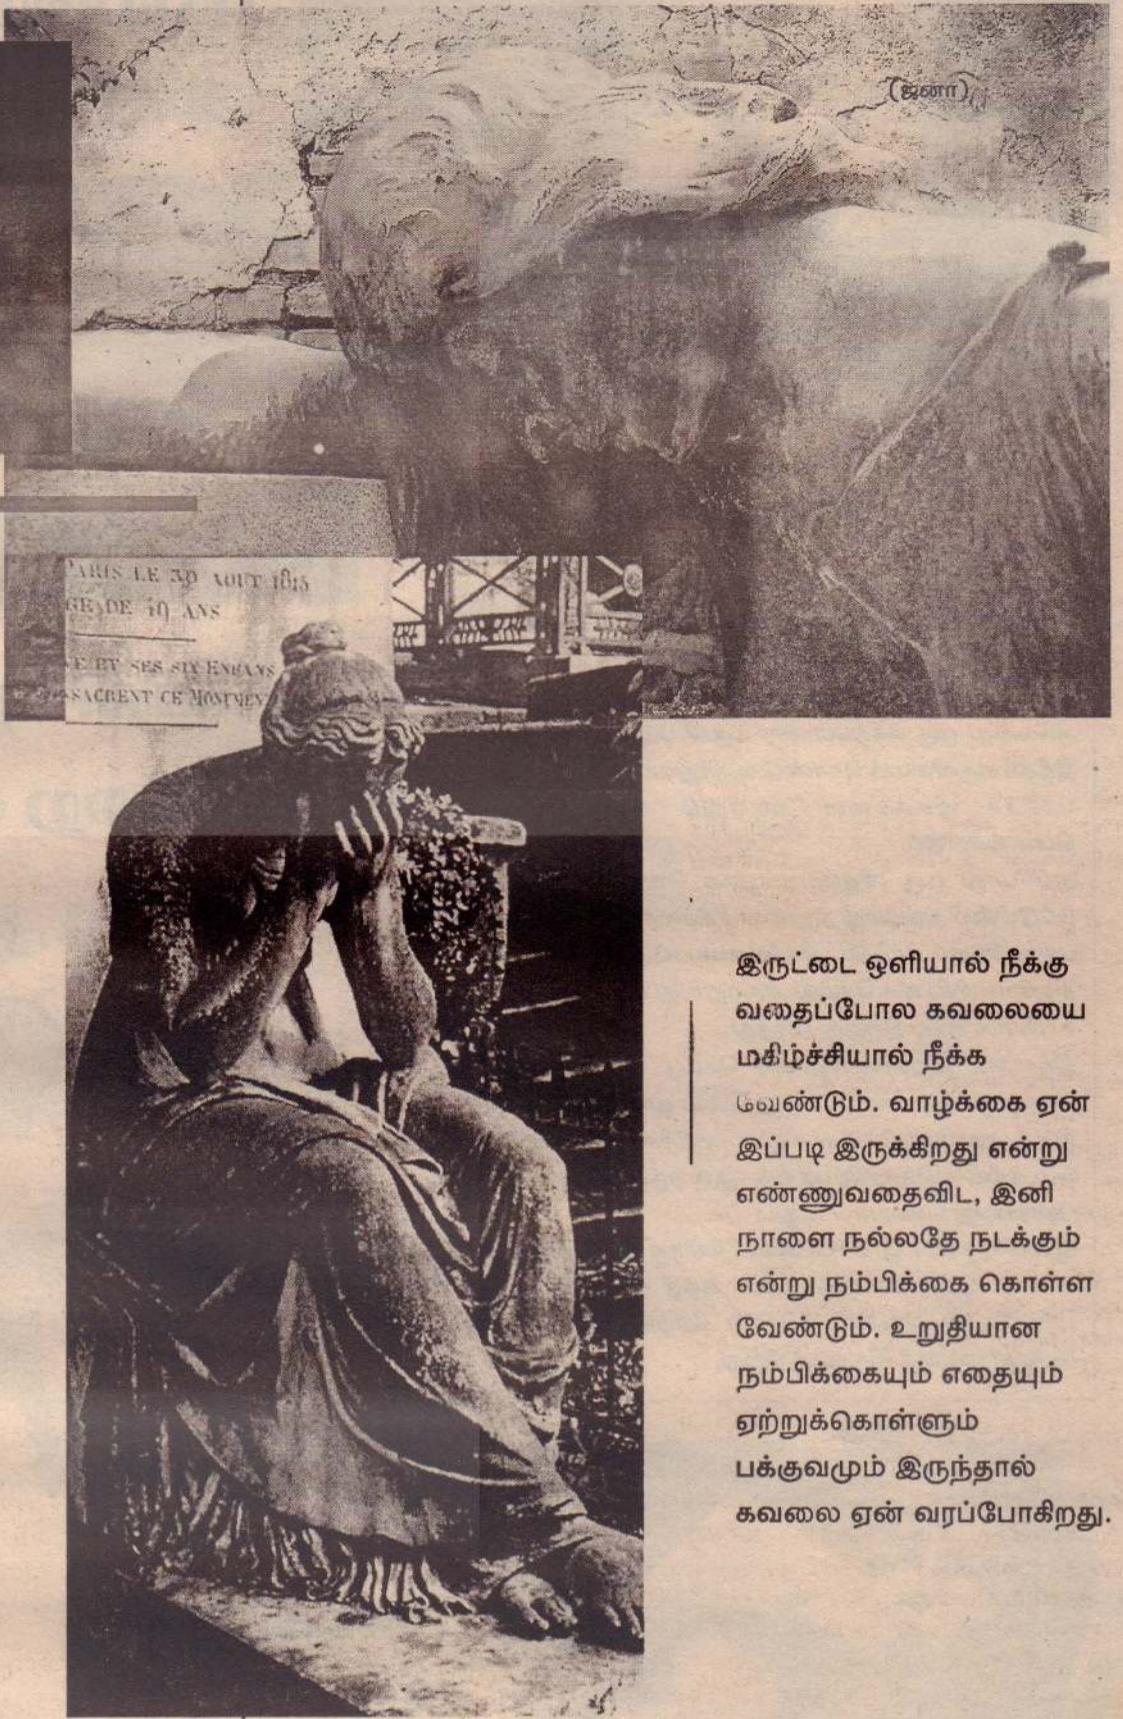 (ஜனா)
PARIS LE 30 AOUT 1815
GE DE 40 ANS
E ET SES SIX ENFANS
SACRENT CE MONUMEN
இருட்டை ஒளியால் நீக்கு
வதைப்போல கவலையை
மகிழ்ச்சியால் நீக்க
வேண்டும். வாழ்க்கை ஏன்
இப்படி இருக்கிறது என்று
எண்ணுவதைவிட, இனி
நாளை நல்லதே நடக்கும்
என்று நம்பிக்கை கொள்ள
வேண்டும். உறுதியான
நம்பிக்கையும் எதையும்
ஏற்றுக்கொள்ளும்
பக்குவமும் இருந்தால்
கவலை ஏன் வரப்போகிறது.